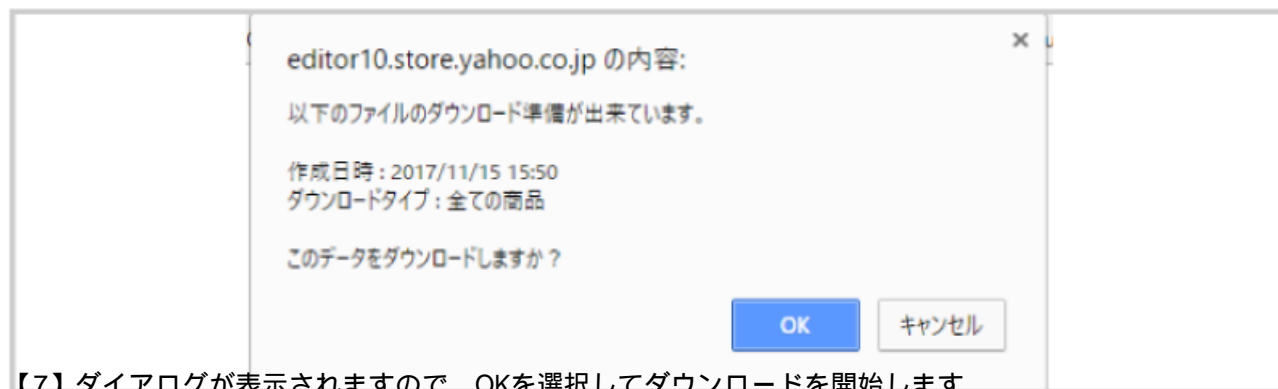 editor10.store.yahoo.co.jp の内容:
×
以下のファイルのダウンロード準備が出来ています。
作成日時 : 2017/11/15 15:50
ダウンロードタイプ : 全ての商品
このデータをダウンロードしますか？
OK キャンセル
【7】ダイアログが表示されますので、OKを選択してダウンロードを開始します